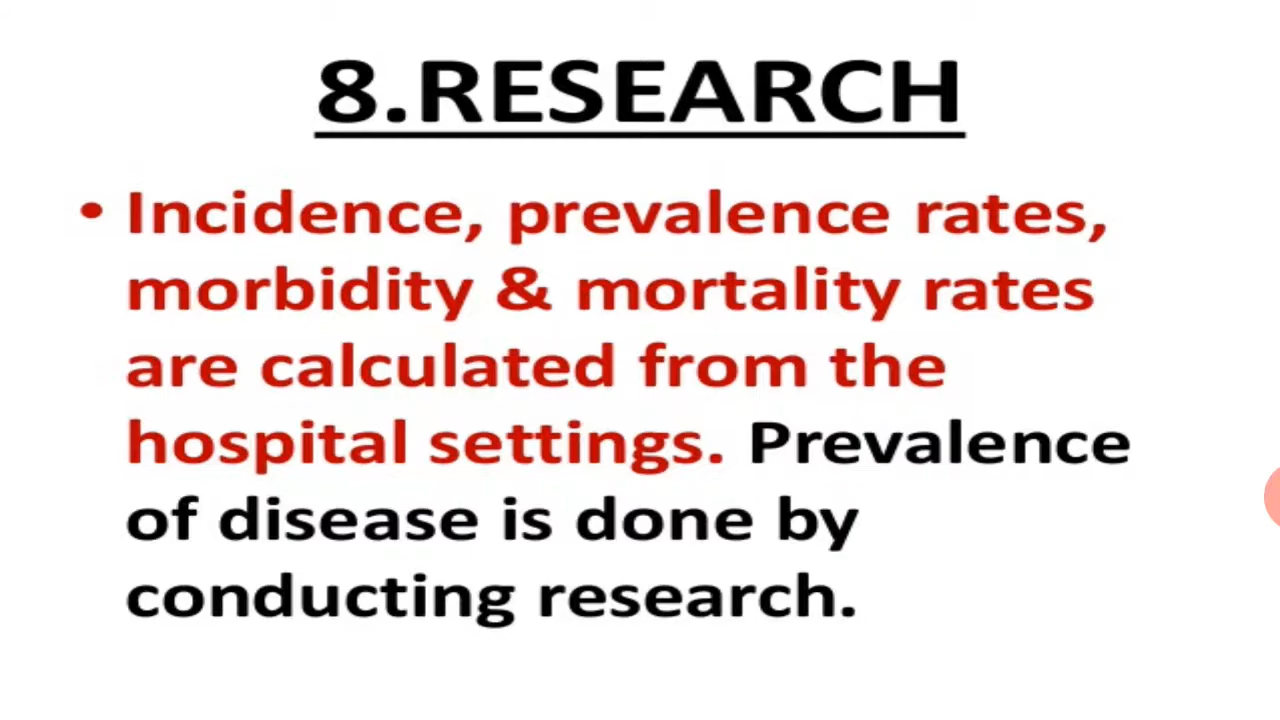 8.RESEARCH
• Incidence, prevalence rates,
morbidity & mortality rates
are calculated from the
hospital settings. Prevalence
of disease is done by
conducting research.